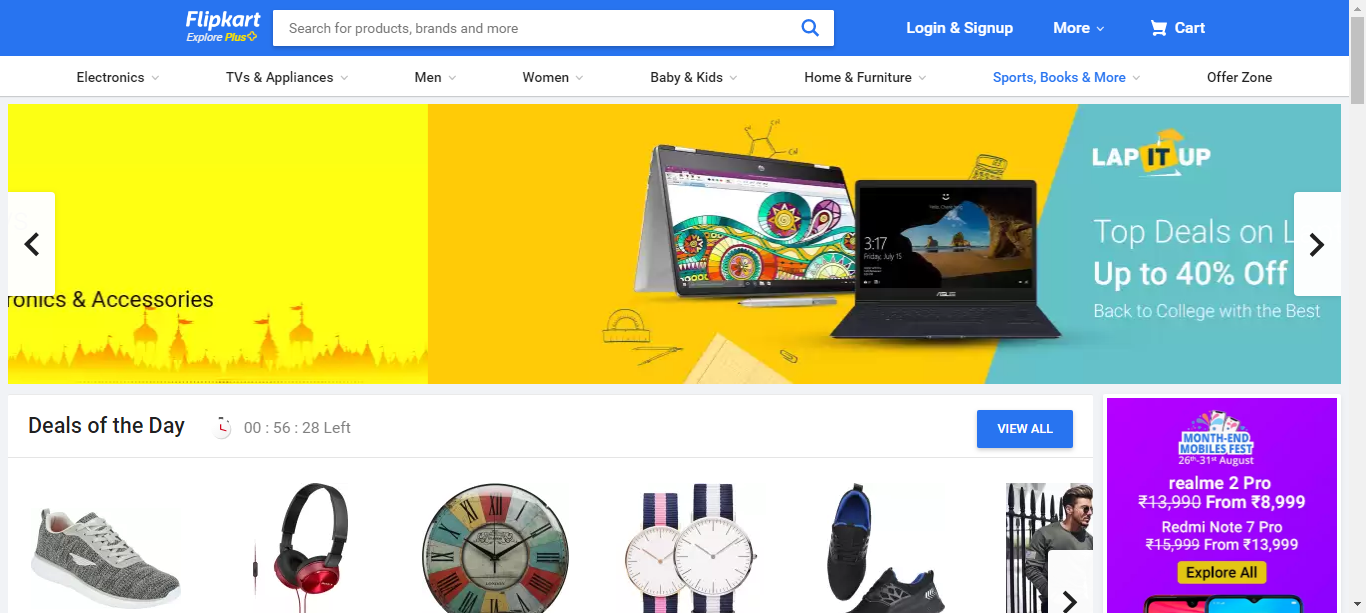 Flipkart
Explore Plus
Search for products, brands and more
Login & Signup
More
Cart
Electronics
TVs & Appliances
Men
Women
Baby & Kids
Home & Furniture
Sports, Books & More
Offer Zone
ronics & Accessories
3:17
Friday, July 15
ASUS
LAP IT UP
Top Deals on L
Up to 40% Off
Back to College with the Best
Deals of the Day
00 : 56 : 28 Left
VIEW ALL
MONTH-END
MOBILES FEST
26th-31st August
realme 2 Pro
₹13,990 From ₹8,999
Redmi Note 7 Pro
₹15,999 From ₹13,999
Explore All